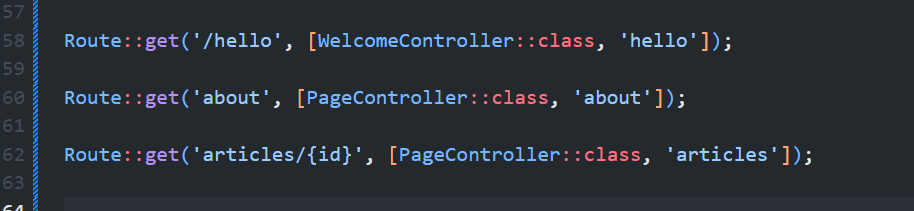 57
58 Route::get('/hello', [WelcomeController::class, 'hello']);
59
60 Route::get('about', [PageController::class, 'about']);
61
62 Route::get('articles/{id}', [PageController::class, 'articles']);
63
64